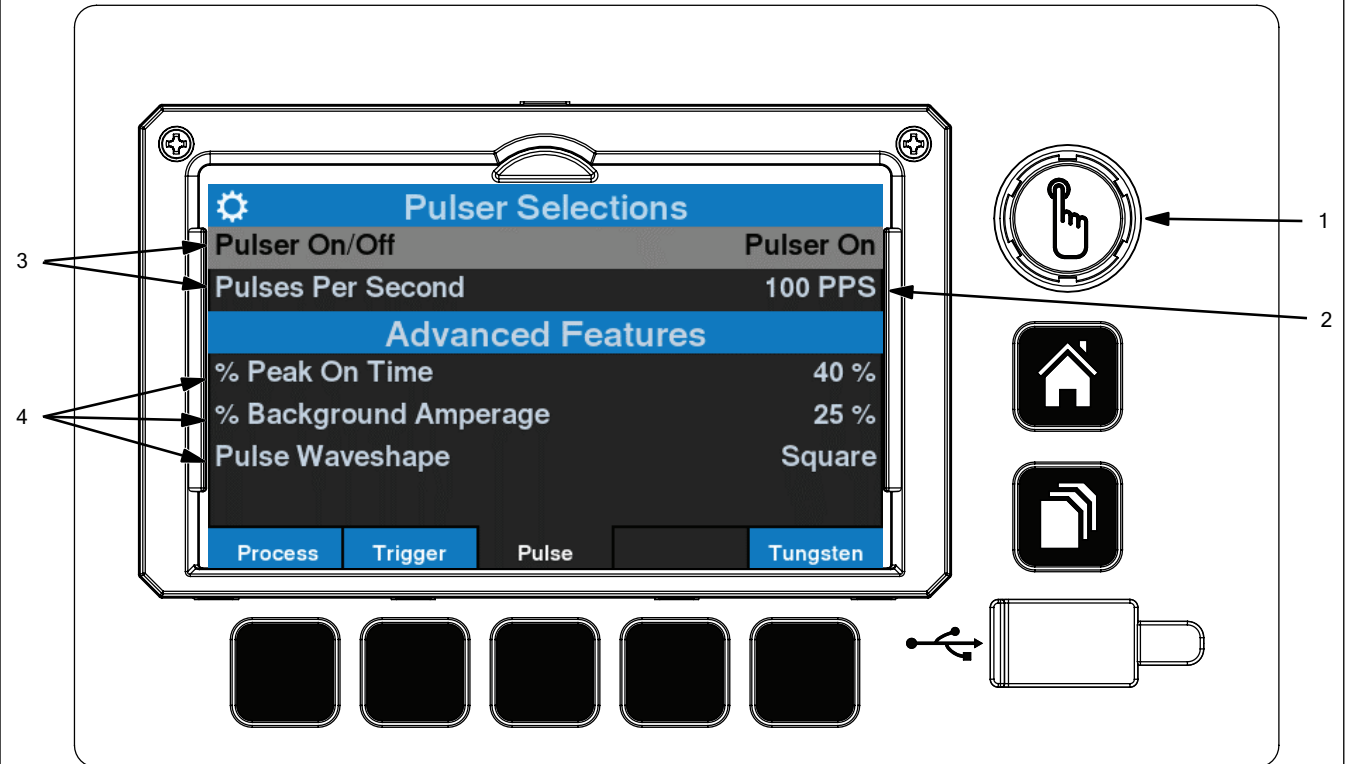 Pulser Selections
Pulser On/Off Pulser On
1
3
Pulses Per Second 100 PPS
2
Advanced Features
% Peak On Time 40 %
4
% Background Amperage 25 %
Pulse Waveshape Square
Process Trigger Pulse Tungsten